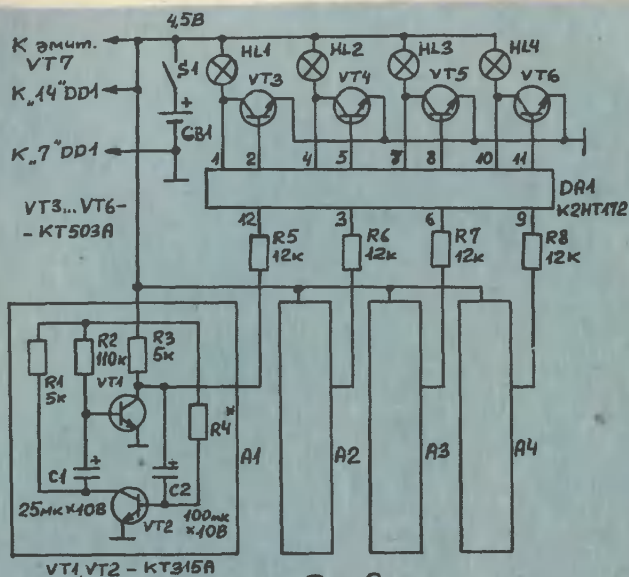 К эмит. VT7
4,5В
HL1 HL2 HL3 HL4
VT3 VT4 VT5 VT6
S1
К „14" DD1
GB1
К „7" DD1
1 2 4 5 7 8 10 11
DA1
К2НТ172
VT3...VT6-
- КТ503А
12 3 6 9
R5 12к R6 12к R7 12к R8 12к
R1 5к
R2 110к
R3 5к
VT1
R4*
C1
25мк×10В
C2
100мк ×10В
VT2
A1 A2 A3 A4
VT1, VT2 - КТ315А